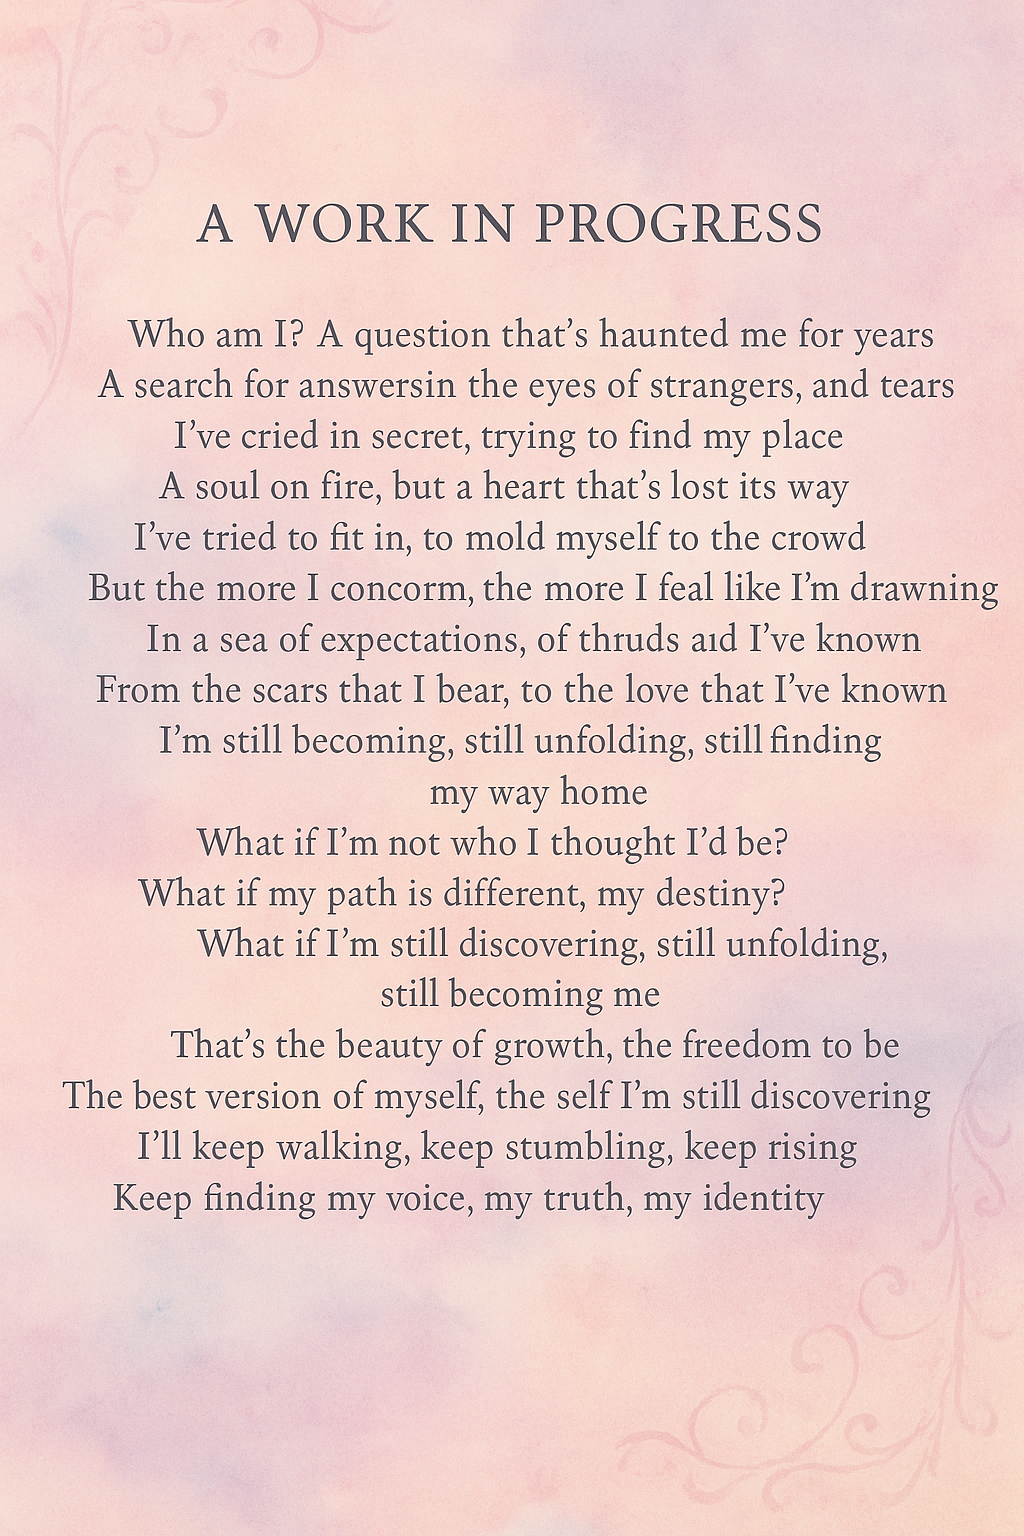 A WORK IN PROGRESS
Who am I? A question that's haunted me for years
A search for answersin the eyes of strangers, and tears
I've cried in secret, trying to find my place
A soul on fire, but a heart that's lost its way
I've tried to fit in, to mold myself to the crowd
But the more I concorm, the more I feal like I'm drawning
In a sea of expectations, of thruds aıd I've known
From the scars that I bear, to the love that I've known
I'm still becoming, still unfolding, still finding
my way home
What if I'm not who I thought I'd be?
What if my path is different, my destiny?
What if I'm still discovering, still unfolding,
still becoming me
That's the beauty of growth, the freedom to be
The best version of myself, the self I'm still discovering
I'll keep walking, keep stumbling, keep rising
Keep finding my voice, my truth, my identity